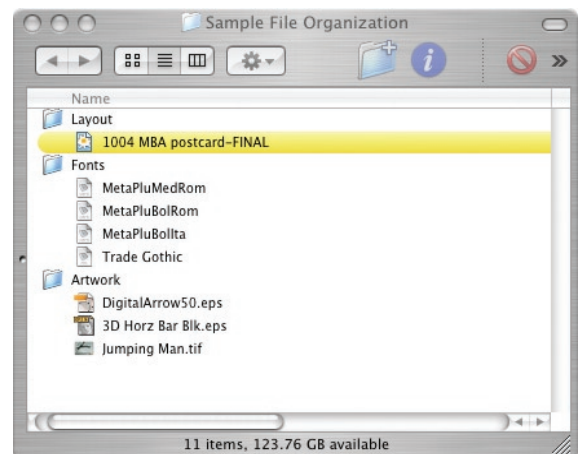 Sample File Organization
Name
Layout
1004 MBA postcard–FINAL
Fonts
MetaPluMedRom
MetaPluBolRom
MetaPluBolIta
Trade Gothic
Artwork
DigitalArrow50.eps
3D Horz Bar Blk.eps
Jumping Man.tif
11 items, 123.76 GB available